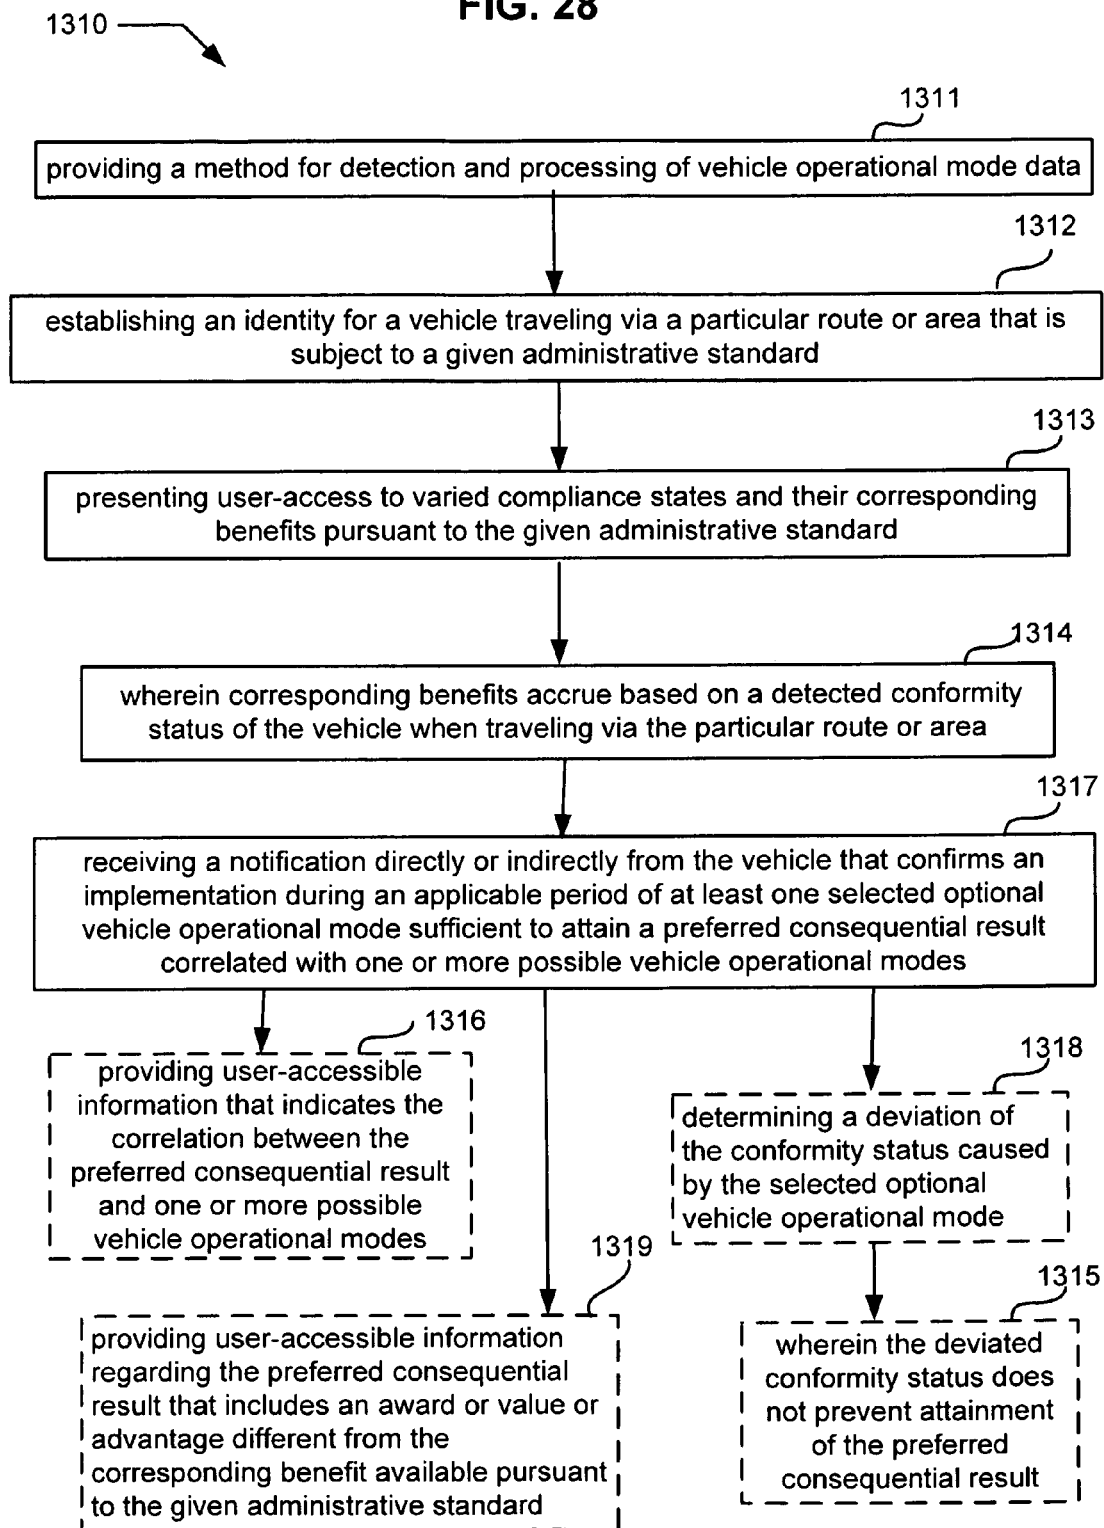 FIG. 28
1310
1311
providing a method for detection and processing of vehicle operational mode data
1312
establishing an identity for a vehicle traveling via a particular route or area that is
subject to a given administrative standard
1313
presenting user-access to varied compliance states and their corresponding
benefits pursuant to the given administrative standard
1314
wherein corresponding benefits accrue based on a detected conformity
status of the vehicle when traveling via the particular route or area
1317
receiving a notification directly or indirectly from the vehicle that confirms an
implementation during an applicable period of at least one selected optional
vehicle operational mode sufficient to attain a preferred consequential result
correlated with one or more possible vehicle operational modes
1316
providing user-accessible
information that indicates the
correlation between the
preferred consequential result
and one or more possible
vehicle operational modes
1318
determining a deviation of
the conformity status caused
by the selected optional
vehicle operational mode
1319
providing user-accessible information
regarding the preferred consequential
result that includes an award or value or
advantage different from the
corresponding benefit available pursuant
to the given administrative standard
1315
wherein the deviated
conformity status does
not prevent attainment
of the preferred
consequential result